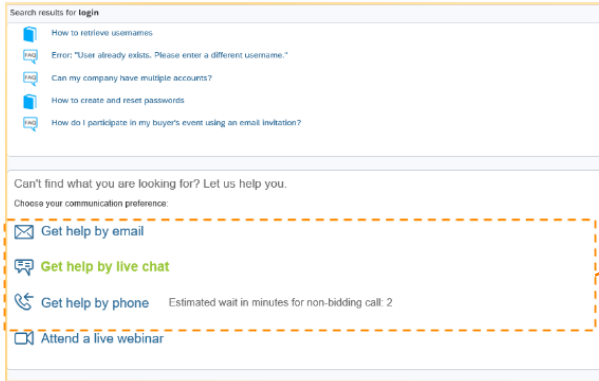 Search results for login
How to retrieve usernames
FAQ Error: "User already exists. Please enter a different username."
FAQ Can my company have multiple accounts?
How to create and reset passwords
FAQ How do I participate in my buyer's event using an email invitation?
Can't find what you are looking for? Let us help you.
Choose your communication preference:
Get help by email
Get help by live chat
Get help by phone Estimated wait in minutes for non-bidding call: 2
Attend a live webinar